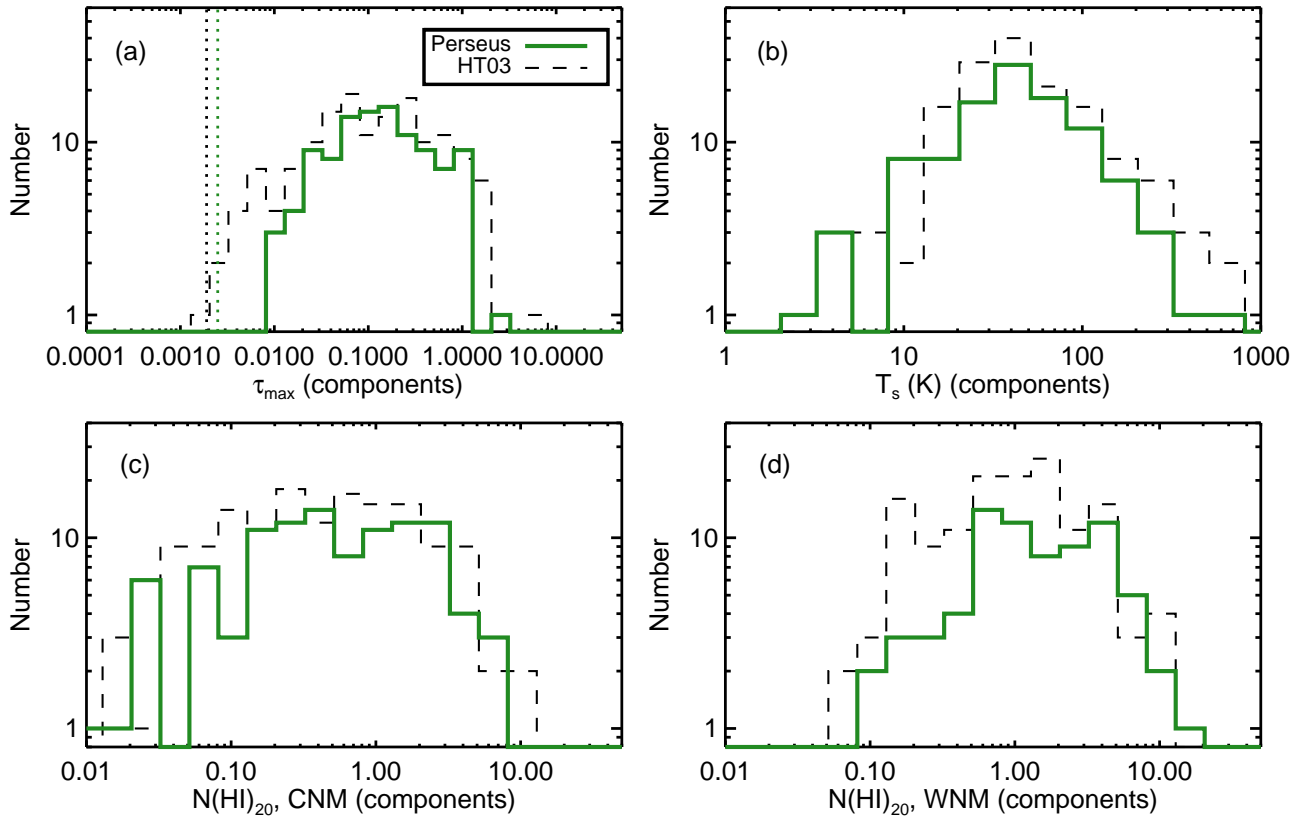 (a)
Perseus
HT03
Number
10
1
0.0001 0.0010 0.0100 0.1000 1.0000 10.0000
τmax (components)
(b)
Number
10
1
1 10 100 1000
Ts (K) (components)
(c)
Number
10
1
0.01 0.10 1.00 10.00
N(HI)20, CNM (components)
(d)
Number
10
1
0.01 0.10 1.00 10.00
N(HI)20, WNM (components)